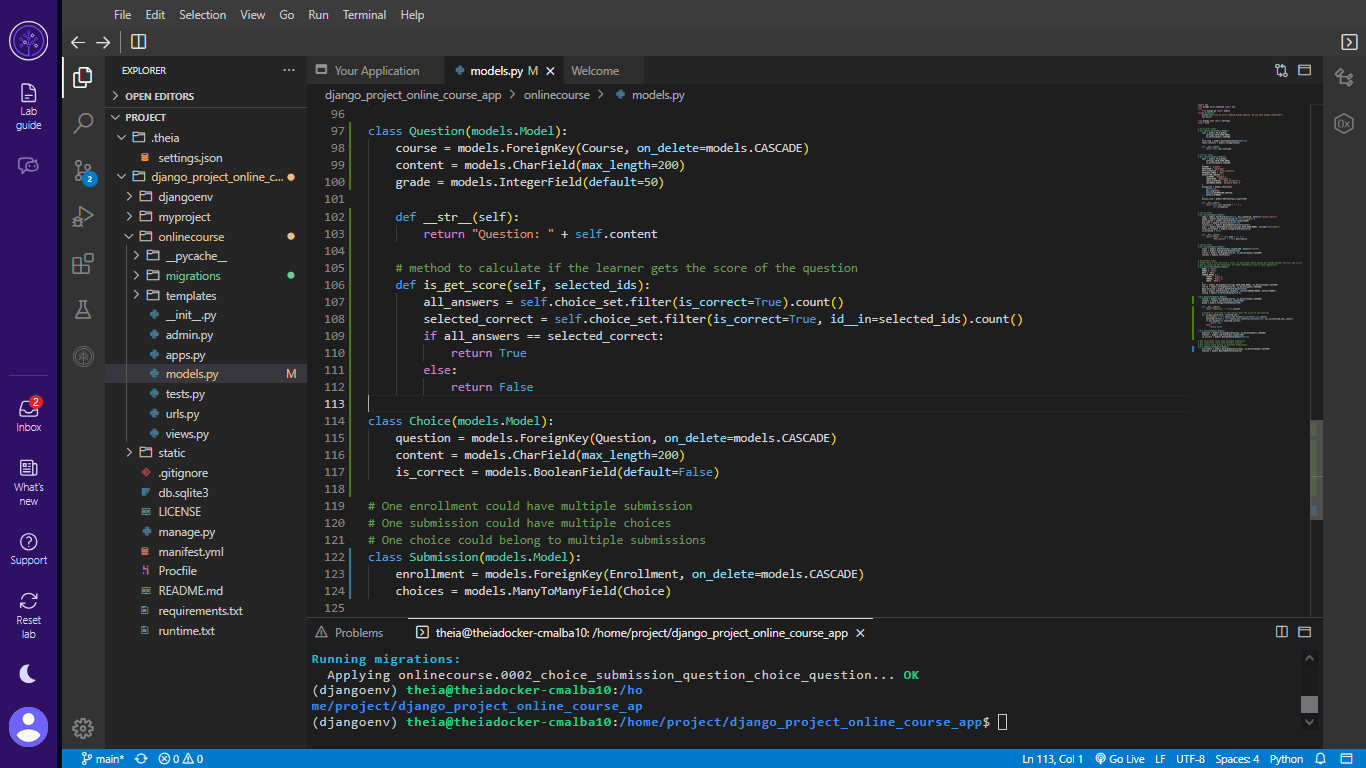 File Edit Selection View Go Run Terminal Help
Lab guide
Inbox
2
What's new
Support
Reset lab
EXPLORER
OPEN EDITORS
PROJECT
.theia
settings.json
django_project_online_c...
djangoenv
myproject
onlinecourse
__pycache__
migrations
templates
__init__.py
admin.py
apps.py
models.py M
tests.py
urls.py
views.py
static
.gitignore
db.sqlite3
LICENSE
manage.py
manifest.yml
Procfile
README.md
requirements.txt
runtime.txt
2
Your Application models.py M Welcome
django_project_online_course_app > onlinecourse > models.py
96
97 class Question(models.Model):
98 course = models.ForeignKey(Course, on_delete=models.CASCADE)
99 content = models.CharField(max_length=200)
100 grade = models.IntegerField(default=50)
101
102 def __str__(self):
103 return "Question: " + self.content
104
105 # method to calculate if the learner gets the score of the question
106 def is_get_score(self, selected_ids):
107 all_answers = self.choice_set.filter(is_correct=True).count()
108 selected_correct = self.choice_set.filter(is_correct=True, id__in=selected_ids).count()
109 if all_answers == selected_correct:
110 return True
111 else:
112 return False
113
114 class Choice(models.Model):
115 question = models.ForeignKey(Question, on_delete=models.CASCADE)
116 content = models.CharField(max_length=200)
117 is_correct = models.BooleanField(default=False)
118
119 # One enrollment could have multiple submission
120 # One submission could have multiple choices
121 # One choice could belong to multiple submissions
122 class Submission(models.Model):
123 enrollment = models.ForeignKey(Enrollment, on_delete=models.CASCADE)
124 choices = models.ManyToManyField(Choice)
125
Problems theia@theiadocker-cmalba10: /home/project/django_project_online_course_app
Running migrations:
Applying onlinecourse.0002_choice_submission_question_choice_question... OK
(djangoenv) theia@theiadocker-cmalba10:/ho
me/project/django_project_online_course_ap
(djangoenv) theia@theiadocker-cmalba10:/home/project/django_project_online_course_app$
main* 0 0 Ln 113, Col 1 Go Live LF UTF-8 Spaces: 4 Python